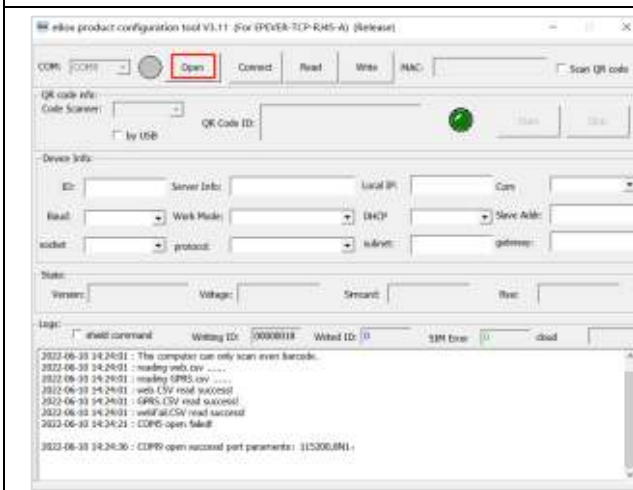 elkon product configuration tool V3.11 (For EPEVER-TCP-RJ45-A) (Release)
COM: COM9 Open Connect Read Write MAC: Scan QR code
QR code info:
Code Scanner: by USB QR Code ID:
Device Info:
ID: Server Info: Local IP: Com
Baud: Work Mode: DHCP Slave Addr:
socket protocol: subnet: gateway:
State:
Version: Voltage: Simcard:
Logs:
shield command Writing ID: 00000018 Writed ID: 0 SIM Error 0 cloud
2022-06-10 14:24:01 : This computer can only scan even barcode.
2022-06-10 14:24:01 : reading web.csv ......
2022-06-10 14:24:01 : reading GPRS.csv ......
2022-06-10 14:24:01 : web.CSV read success!
2022-06-10 14:24:01 : GPRS.CSV read success!
2022-06-10 14:24:01 : webFail.CSV read success!
2022-06-10 14:24:21 : COM5 open failed!
2022-06-10 14:24:36 : COM9 open success! port paraments: 115200,8N1